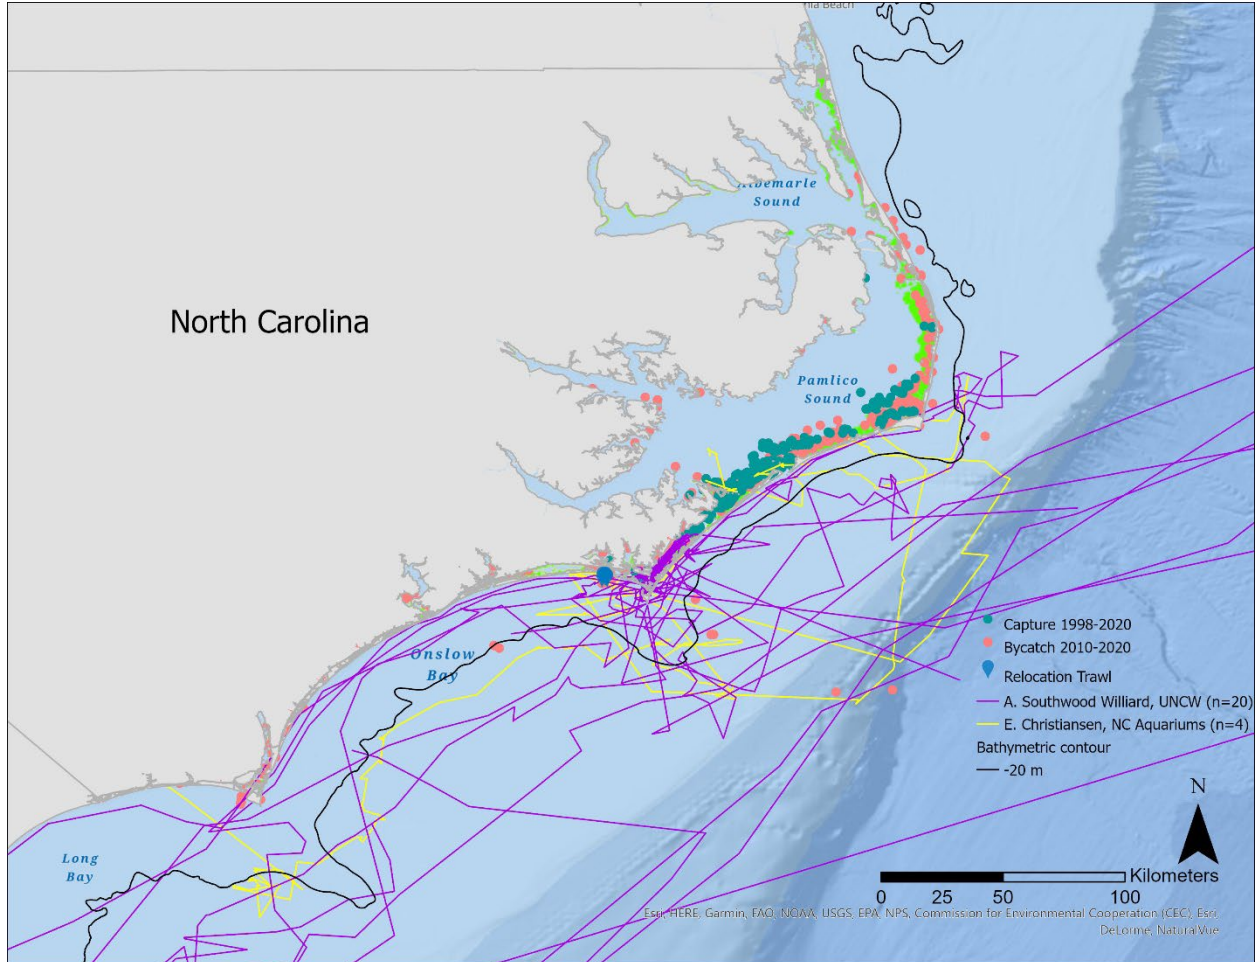 Beach
North Carolina
Sound
Pamlico
Sound
Onslow
Bay
Long
Bay
Capture 1998-2020
Bycatch 2010-2020
Relocation Trawl
A. Southwood Williard, UNCW (n=20)
E. Christiansen, NC Aquariums (n=4)
Bathymetric contour
-20 m
N
Kilometers
0 25 50 100
Esri, HERE, Garmin, FAO, NOAA, USGS, EPA, NPS, Commission for Environmental Cooperation (CEC), Esri,
DeLorme, NaturalVue